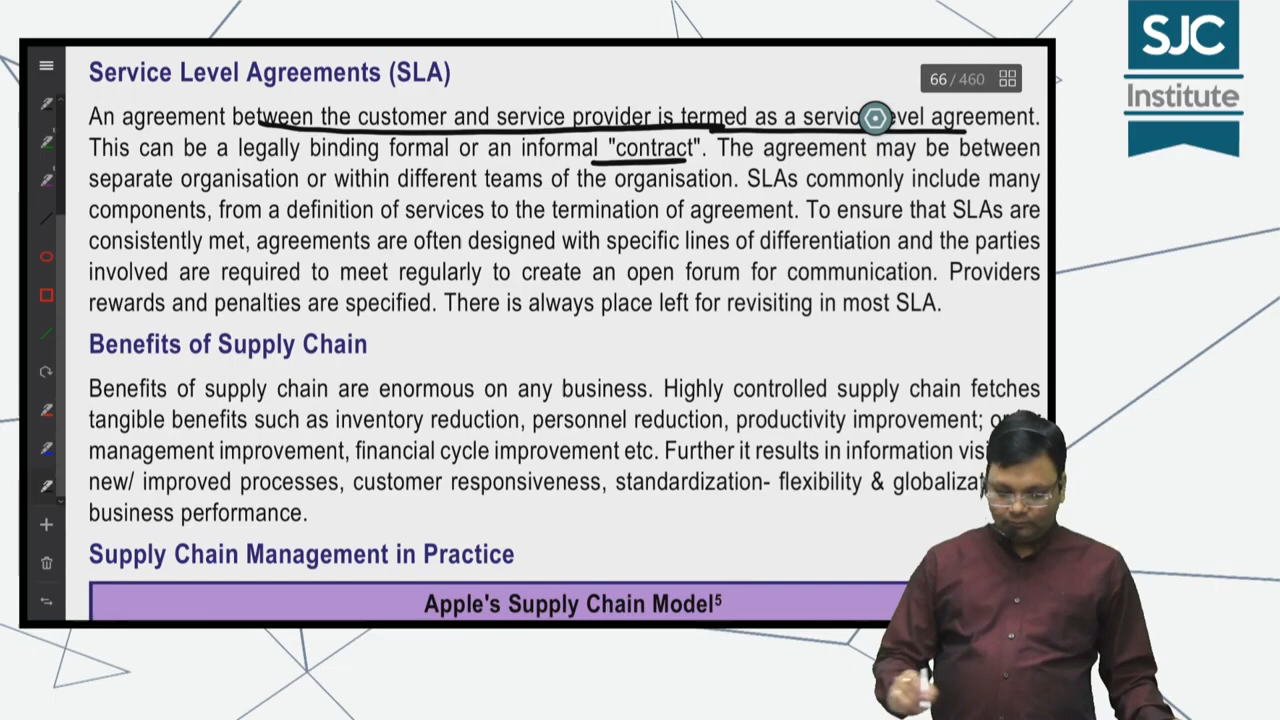 SJC
Institute
66 / 460
Service Level Agreements (SLA)
An agreement between the customer and service provider is termed as a service level agreement.
This can be a legally binding formal or an informal "contract". The agreement may be between
separate organisation or within different teams of the organisation. SLAs commonly include many
components, from a definition of services to the termination of agreement. To ensure that SLAs are
consistently met, agreements are often designed with specific lines of differentiation and the parties
involved are required to meet regularly to create an open forum for communication. Providers
rewards and penalties are specified. There is always place left for revisiting in most SLA.
Benefits of Supply Chain
Benefits of supply chain are enormous on any business. Highly controlled supply chain fetches
tangible benefits such as inventory reduction, personnel reduction, productivity improvement;
management improvement, financial cycle improvement etc. Further it results in information
new/ improved processes, customer responsiveness, standardization- flexibility &
business performance.
Supply Chain Management in Practice
Apple's Supply Chain Model⁵